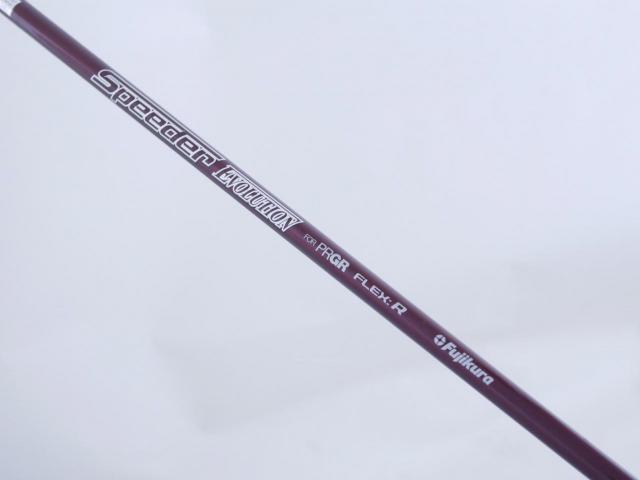 Speeder EVOLUTION FOR PRGR FLEX: R Fujikura